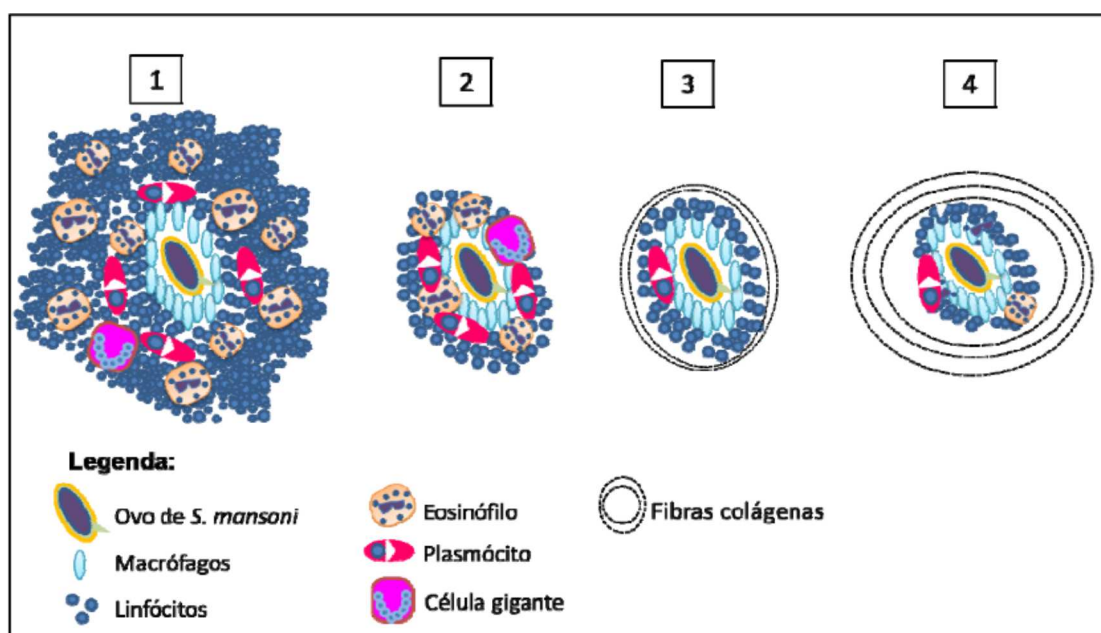 1 2 3 4
Legenda:
Ovo de S. mansoni
Macrófagos
Linfócitos
Eosinófilo
Plasmócito
Célula gigante
Fibras colágenas